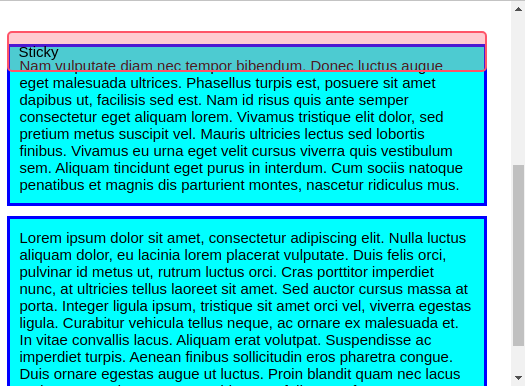 Sticky
Nam vulputate diam nec tempor bibendum. Donec luctus augue
eget malesuada ultrices. Phasellus turpis est, posuere sit amet
dapibus ut, facilisis sed est. Nam id risus quis ante semper
consectetur eget aliquam lorem. Vivamus tristique elit dolor, sed
pretium metus suscipit vel. Mauris ultricies lectus sed lobortis
finibus. Vivamus eu urna eget velit cursus viverra quis vestibulum
sem. Aliquam tincidunt eget purus in interdum. Cum sociis natoque
penatibus et magnis dis parturient montes, nascetur ridiculus mus.
Lorem ipsum dolor sit amet, consectetur adipiscing elit. Nulla luctus
aliquam dolor, eu lacinia lorem placerat vulputate. Duis felis orci,
pulvinar id metus ut, rutrum luctus orci. Cras porttitor imperdiet
nunc, at ultricies tellus laoreet sit amet. Sed auctor cursus massa at
porta. Integer ligula ipsum, tristique sit amet orci vel, viverra egestas
ligula. Curabitur vehicula tellus neque, ac ornare ex malesuada et.
In vitae convallis lacus. Aliquam erat volutpat. Suspendisse ac
imperdiet turpis. Aenean finibus sollicitudin eros pharetra congue.
Duis ornare egestas augue ut luctus. Proin blandit quam nec lacus